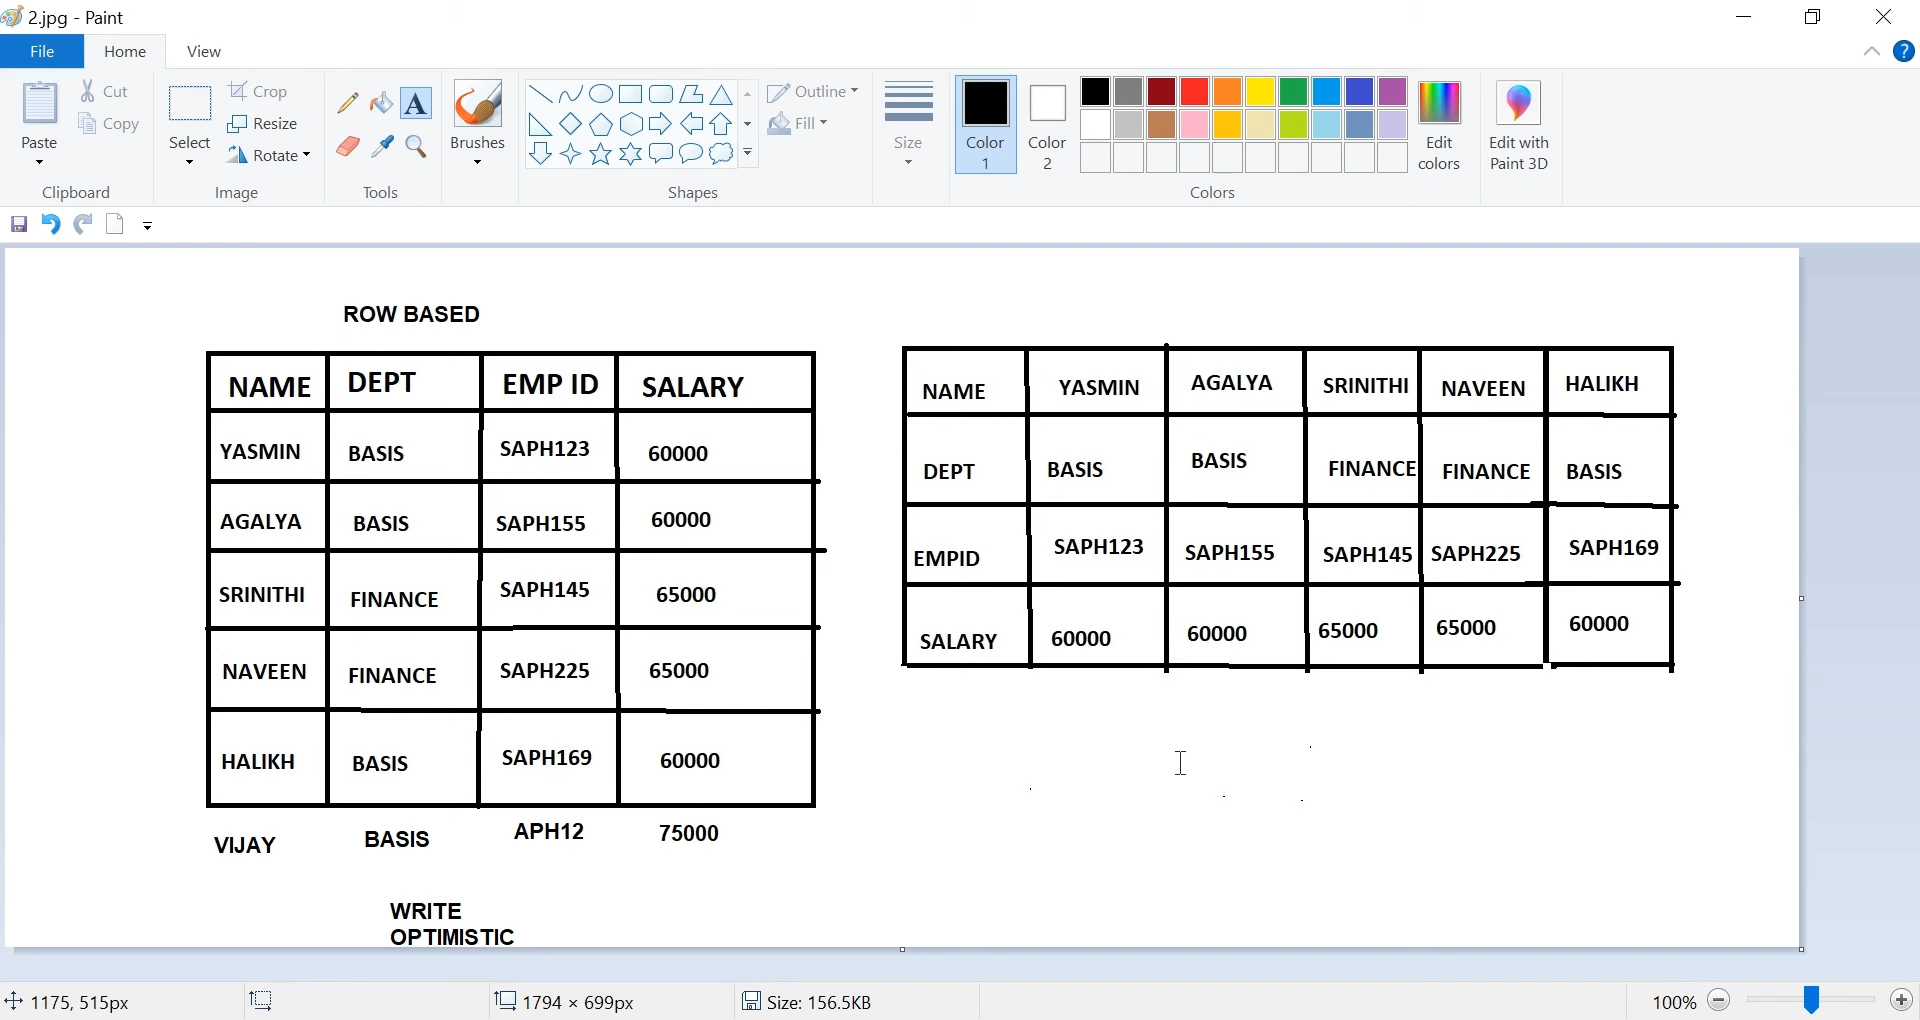 2.jpg - Paint
File Home View
Paste
Cut
Copy
Clipboard
Select
Crop
Resize
Rotate
Image
Tools
Brushes
Shapes
Outline
Fill
Size
Color 1
Color 2
Colors
Edit colors
Edit with Paint 3D
ROW BASED
NAME DEPT EMP ID SALARY
YASMIN BASIS SAPH123 60000
AGALYA BASIS SAPH155 60000
SRINITHI FINANCE SAPH145 65000
NAVEEN FINANCE SAPH225 65000
HALIKH BASIS SAPH169 60000
VIJAY BASIS APH12 75000
WRITE
OPTIMISTIC
NAME YASMIN AGALYA SRINITHI NAVEEN HALIKH
DEPT BASIS BASIS FINANCE FINANCE BASIS
EMPID SAPH123 SAPH155 SAPH145 SAPH225 SAPH169
SALARY 60000 60000 65000 65000 60000
1175, 515px
1794 × 699px
Size: 156.5KB
100%